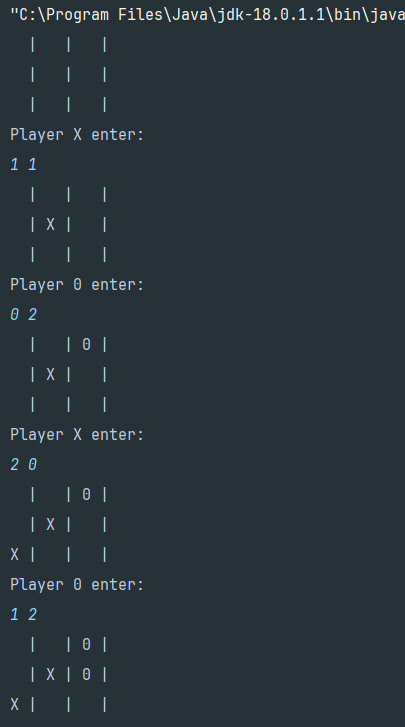 "C:\Program Files\Java\jdk-18.0.1.1\bin\java
  |   |   |
  |   |   |
  |   |   |
Player X enter:
1 1
  |   |   |
  | X |   |
  |   |   |
Player 0 enter:
0 2
  |   | 0 |
  | X |   |
  |   |   |
Player X enter:
2 0
  |   | 0 |
  | X |   |
X |   |   |
Player 0 enter:
1 2
  |   | 0 |
  | X | 0 |
X |   |   |